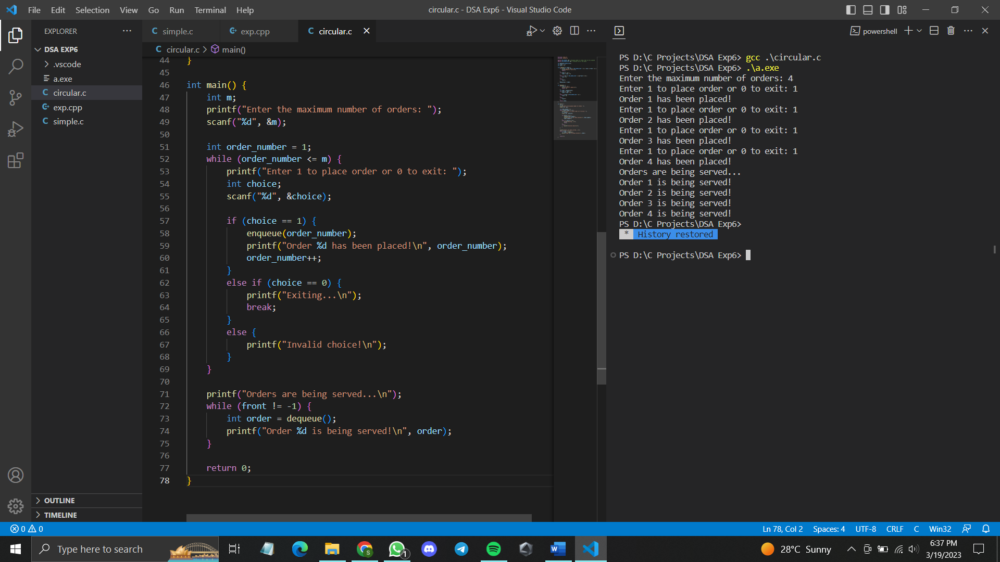 File Edit Selection View Go Run Terminal Help
circular.c - DSA Exp6 - Visual Studio Code
EXPLORER
DSA EXP6
.vscode
a.exe
C circular.c
exp.cpp
C simple.c
OUTLINE
TIMELINE
C simple.c
exp.cpp
C circular.c
C circular.c > main()
44 }
45
46 int main() {
47 int m;
48 printf("Enter the maximum number of orders: ");
49 scanf("%d", &m);
50
51 int order_number = 1;
52 while (order_number <= m) {
53 printf("Enter 1 to place order or 0 to exit: ");
54 int choice;
55 scanf("%d", &choice);
56
57 if (choice == 1) {
58 enqueue(order_number);
59 printf("Order %d has been placed!\n", order_number);
60 order_number++;
61 }
62 else if (choice == 0) {
63 printf("Exiting...\n");
64 break;
65 }
66 else {
67 printf("Invalid choice!\n");
68 }
69 }
70
71 printf("Orders are being served...\n");
72 while (front != -1) {
73 int order = dequeue();
74 printf("Order %d is being served!\n", order);
75 }
76
77 return 0;
78 }
powershell
PS D:\C Projects\DSA Exp6> gcc .\circular.c
PS D:\C Projects\DSA Exp6> .\a.exe
Enter the maximum number of orders: 4
Enter 1 to place order or 0 to exit: 1
Order 1 has been placed!
Enter 1 to place order or 0 to exit: 1
Order 2 has been placed!
Enter 1 to place order or 0 to exit: 1
Order 3 has been placed!
Enter 1 to place order or 0 to exit: 1
Order 4 has been placed!
Orders are being served...
Order 1 is being served!
Order 2 is being served!
Order 3 is being served!
Order 4 is being served!
PS D:\C Projects\DSA Exp6>
* History restored
PS D:\C Projects\DSA Exp6>
0 0
Ln 78, Col 2 Spaces: 4 UTF-8 CRLF C Win32
Type here to search
1
28°C Sunny
6:37 PM
3/19/2023